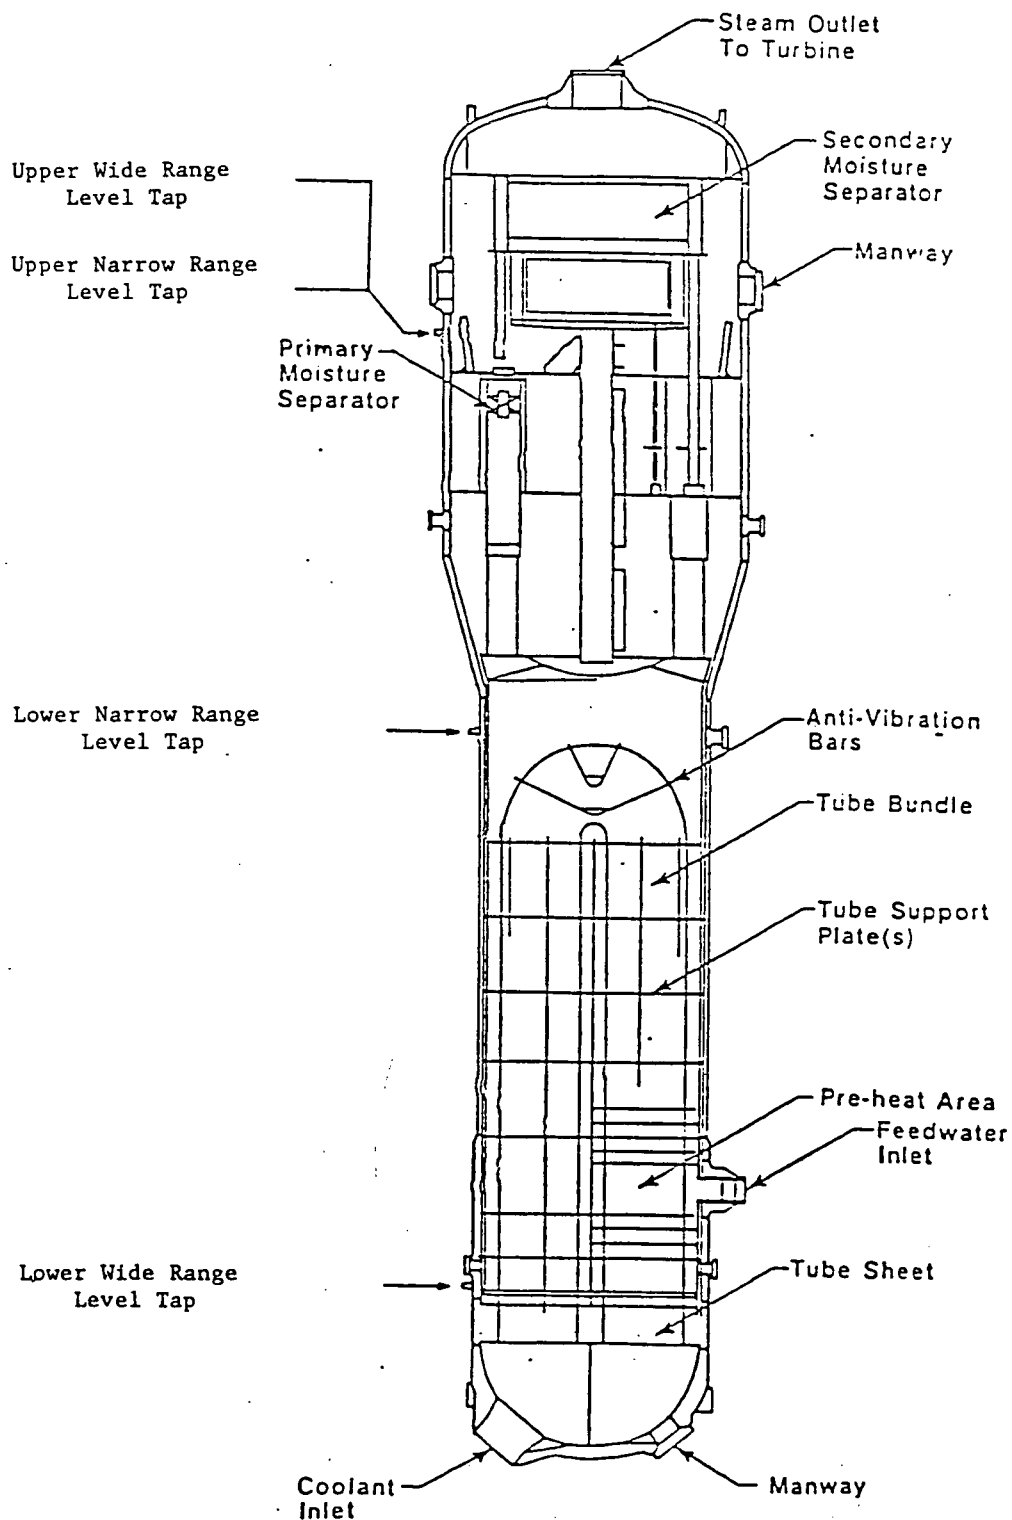 Steam Outlet
To Turbine
Secondary
Moisture
Separator
Upper Wide Range
Level Tap
Manway
Upper Narrow Range
Level Tap
Primary
Moisture
Separator
Lower Narrow Range
Level Tap
Anti-Vibration
Bars
Tube Bundle
Tube Support
Plate(s)
Pre-heat Area
Feedwater
Inlet
Lower Wide Range
Level Tap
Tube Sheet
Coolant
Inlet
Manway